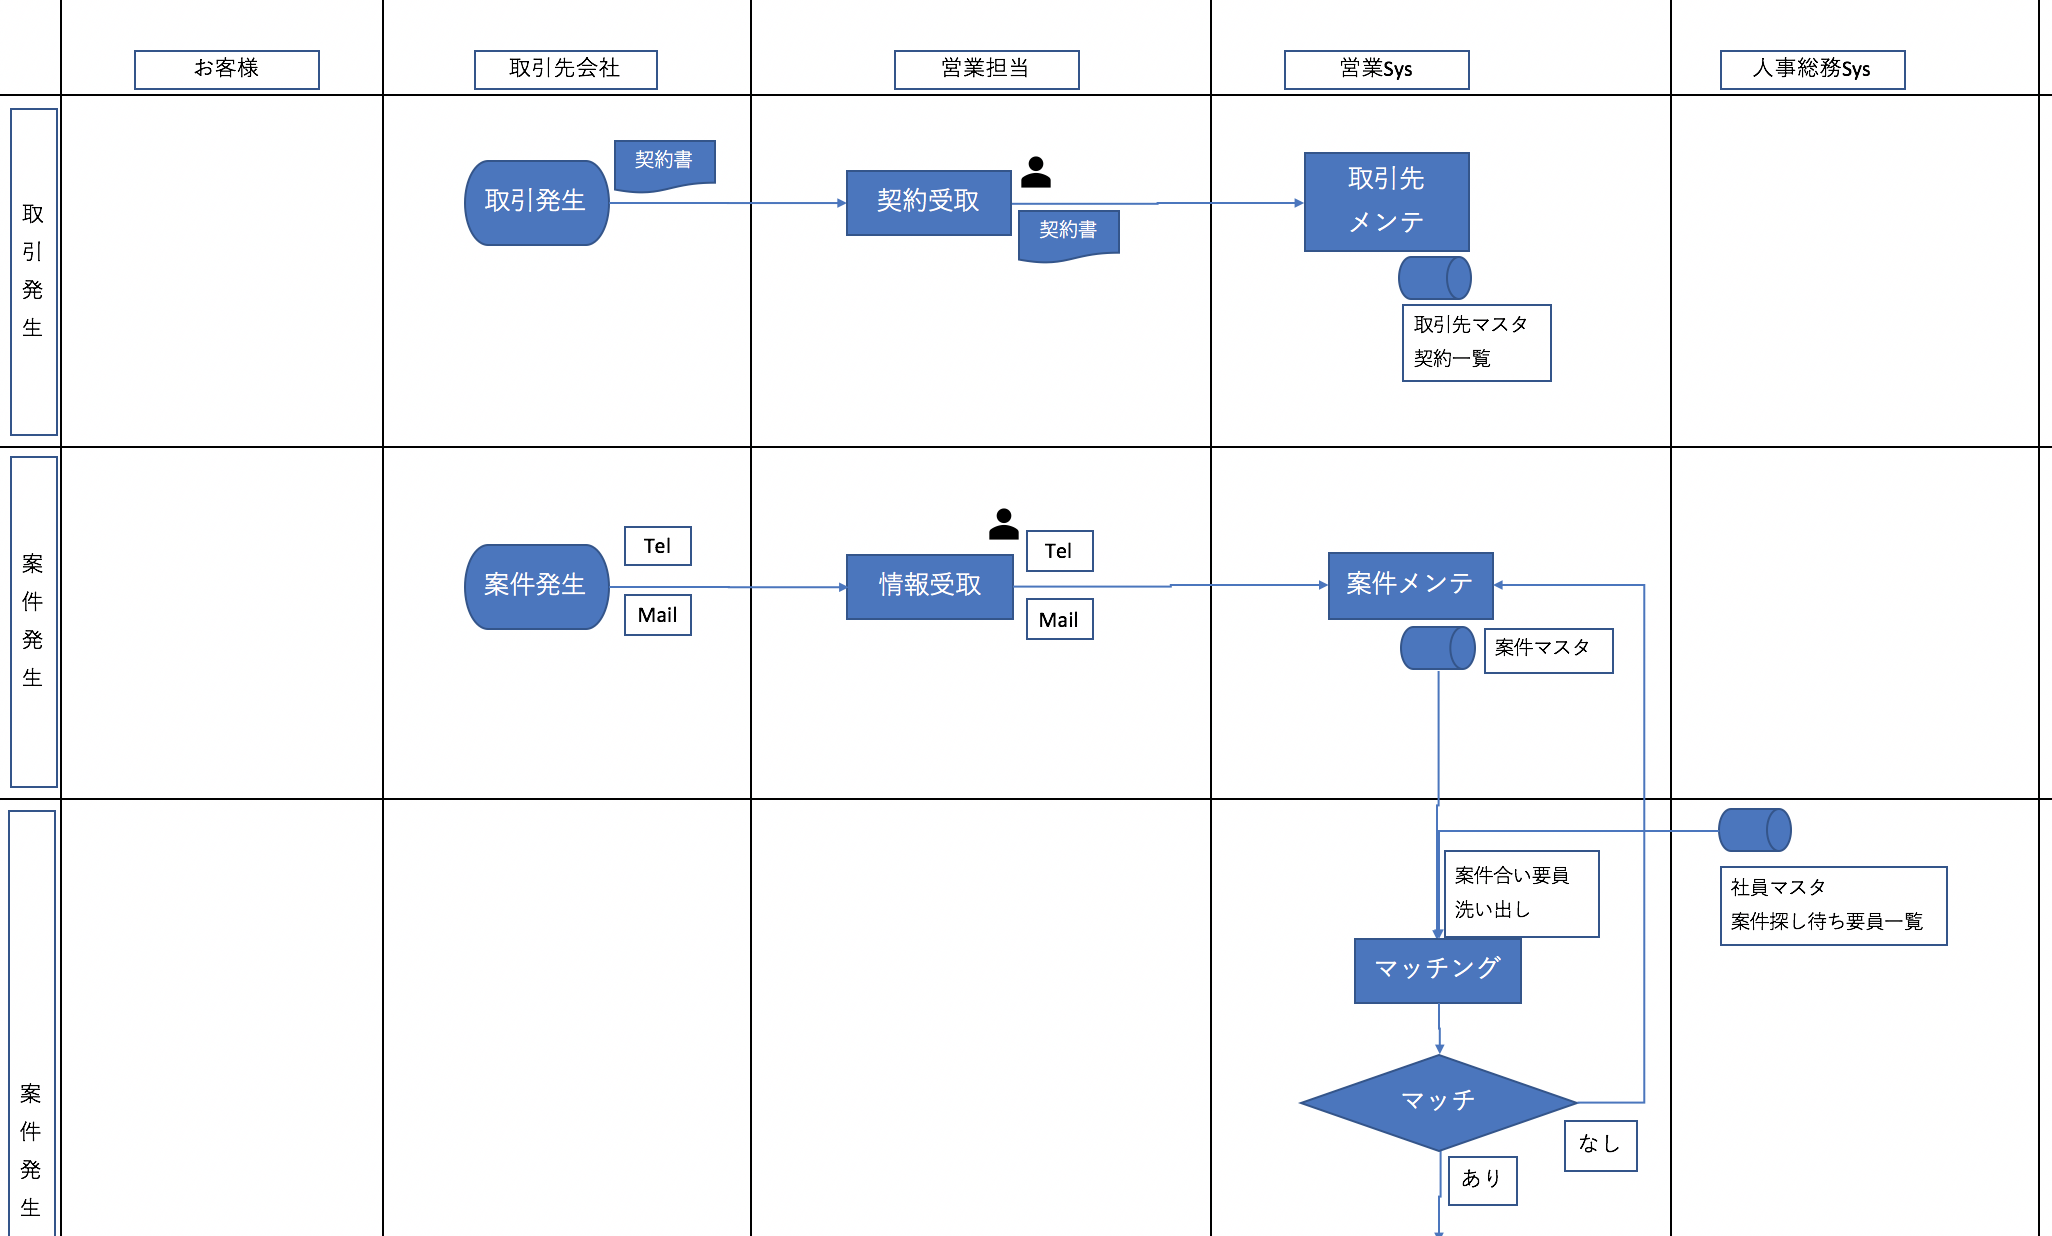 お客様
取引先会社
営業担当
営業Sys
人事総務Sys
取引発生
取引発生
契約書
契約受取
契約書
取引先
メンテ
取引先マスタ
契約一覧
案件発生
案件発生
Tel
Mail
情報受取
Tel
Mail
案件メンテ
案件マスタ
案件発生
案件合い要員
洗い出し
社員マスタ
案件探し待ち要員一覧
マッチング
マッチ
なし
あり